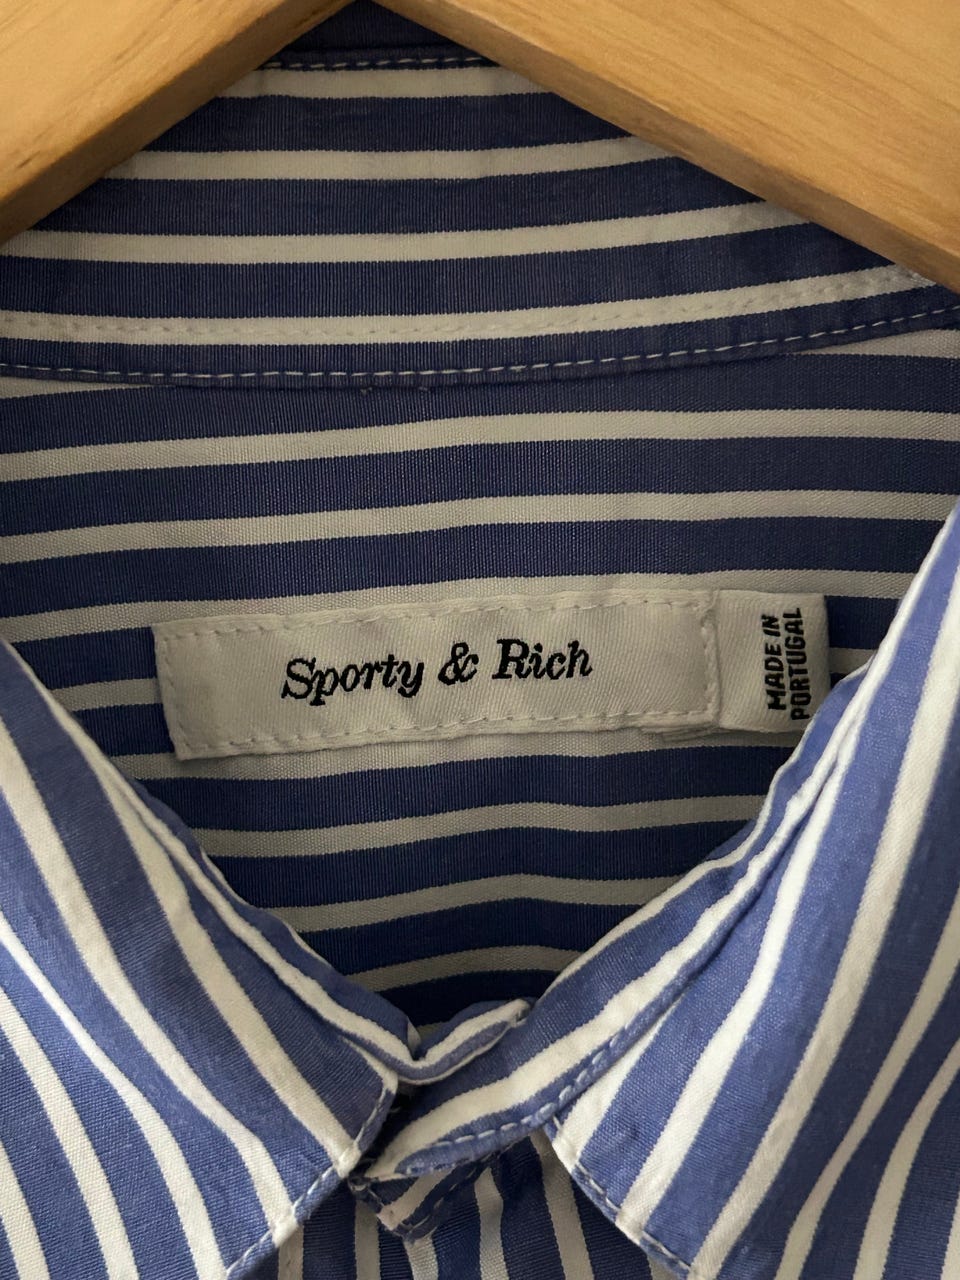 Sporty & Rich
MADE IN
PORTUGAL